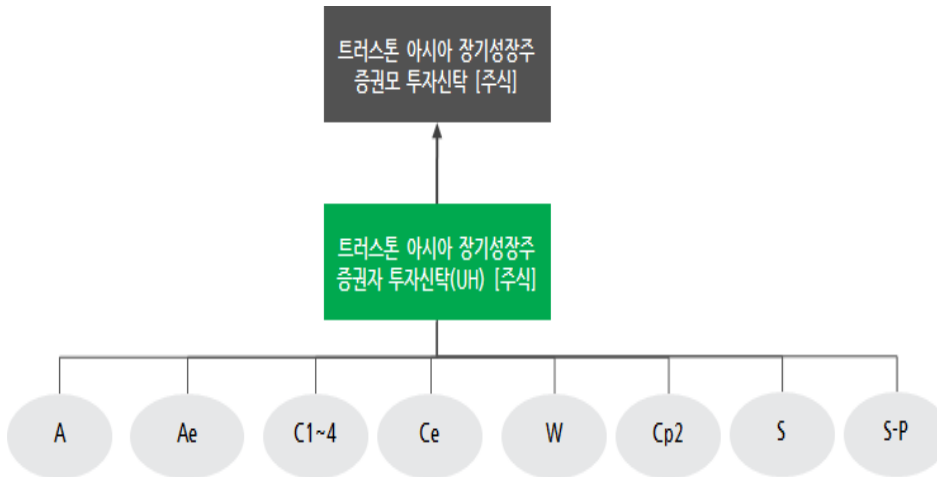 트러스톤 아시아 장기성장주
증권모 투자신탁 [주식]
트러스톤 아시아 장기성장주
증권자 투자신탁(UH) [주식]
A
Ae
C1~4
Ce
W
Cp2
S
S-P